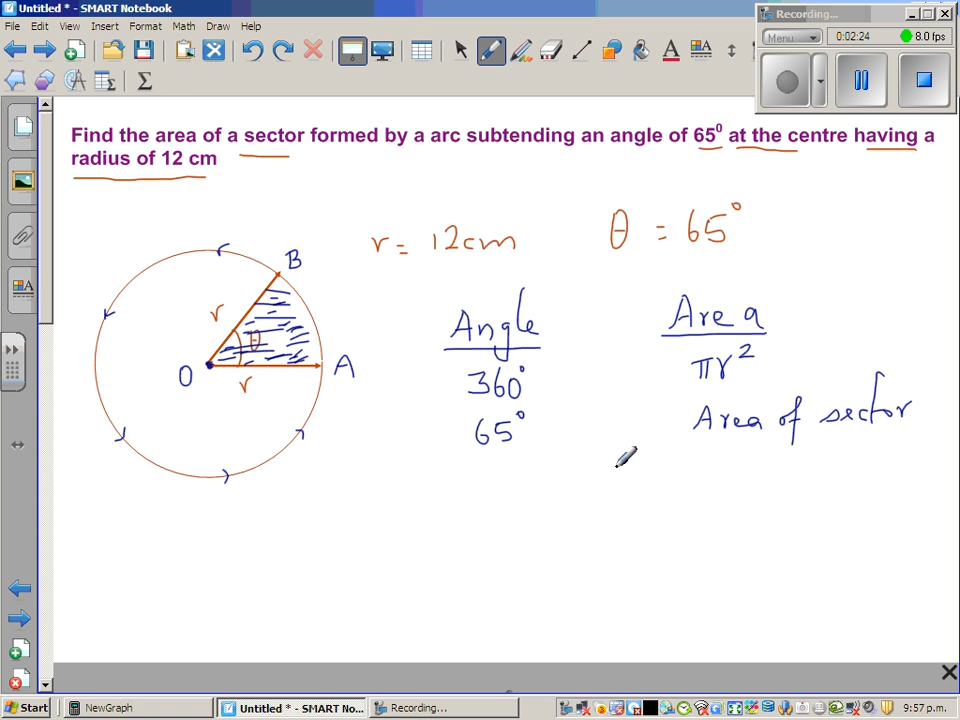 Untitled * - SMART Notebook
Recording...
File Edit View Insert Format Math Draw Help
Menu
0:02:24
8.0 fps
Find the area of a sector formed by a arc subtending an angle of 65⁰ at the centre having a
radius of 12 cm
r = 12cm
θ = 65°
B
r
θ
O
r
A
Angle
Area
360°
πr²
65°
Area of sector
Start
NewGraph
Untitled * - SMART No...
Recording...
9:57 p.m.